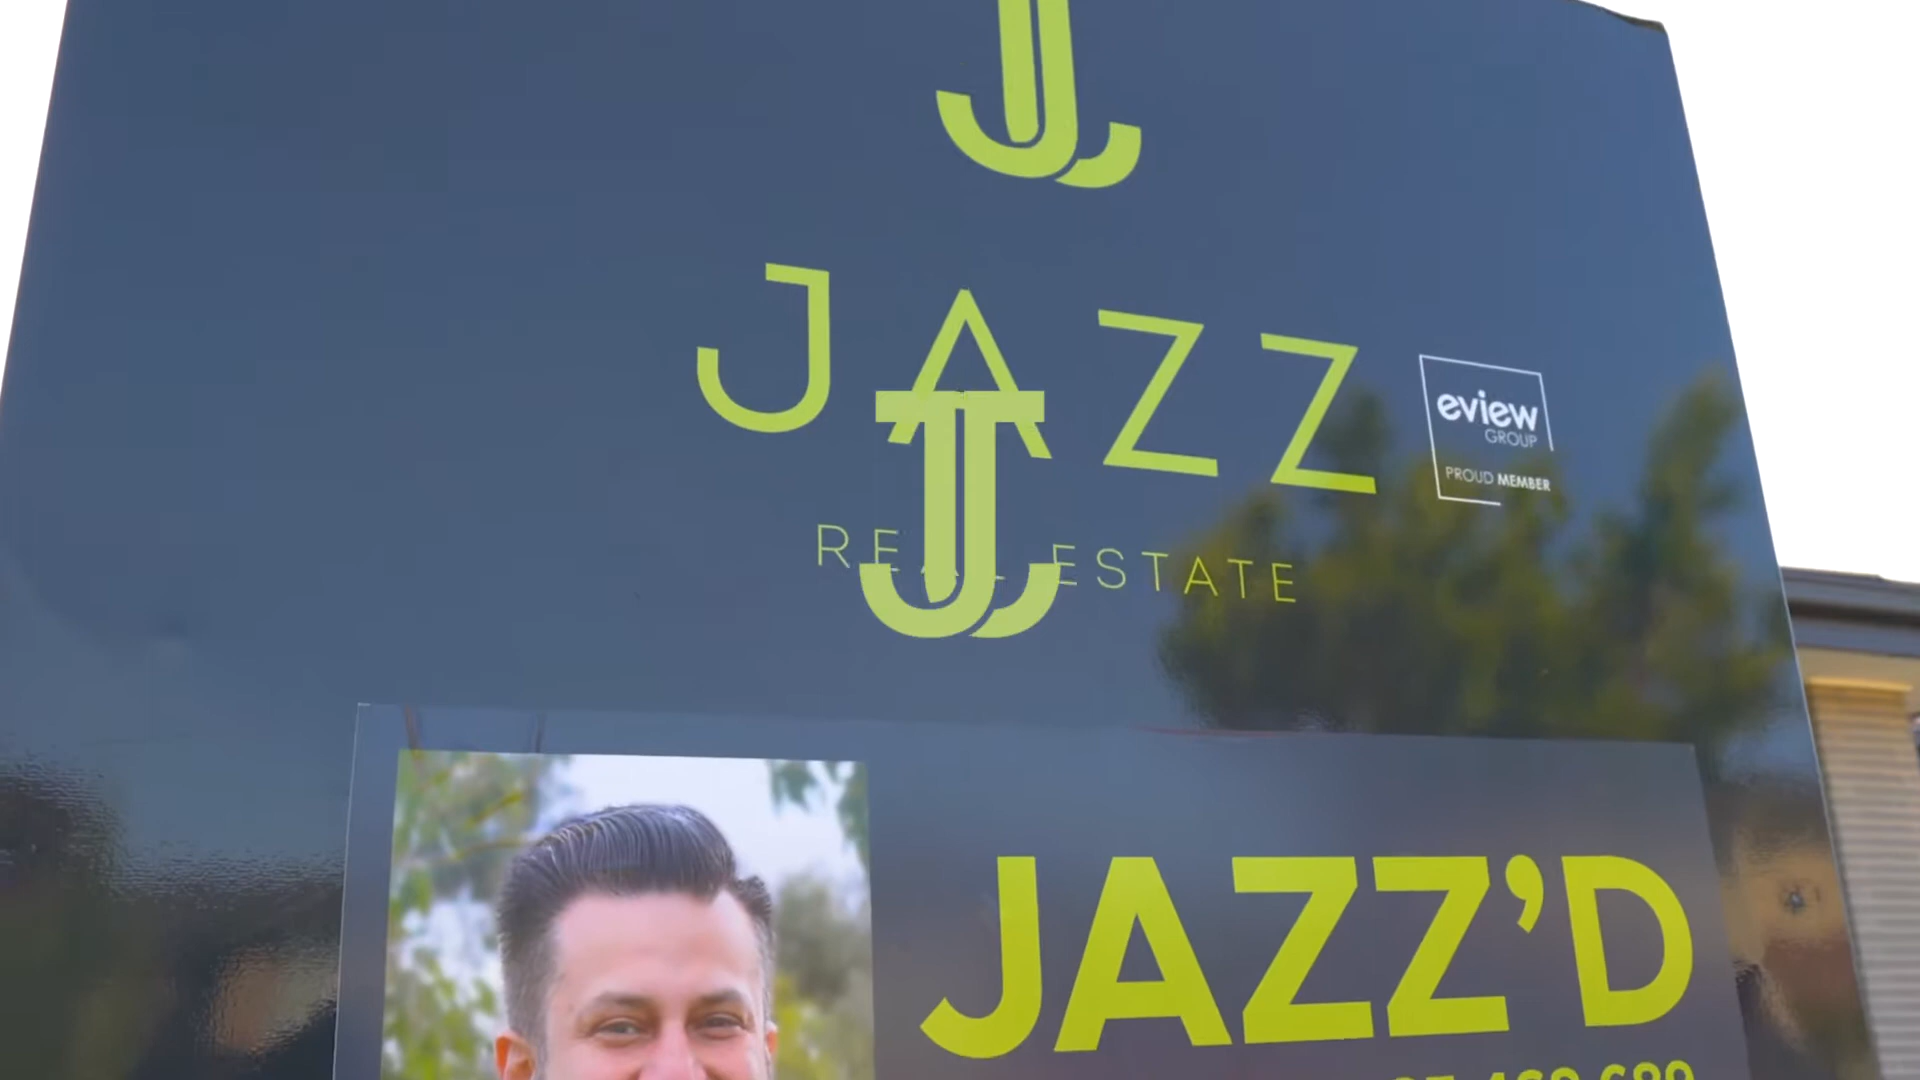 JAZZ
eview
GROUP
PROUD MEMBER
REAL ESTATE
JAZZ'D